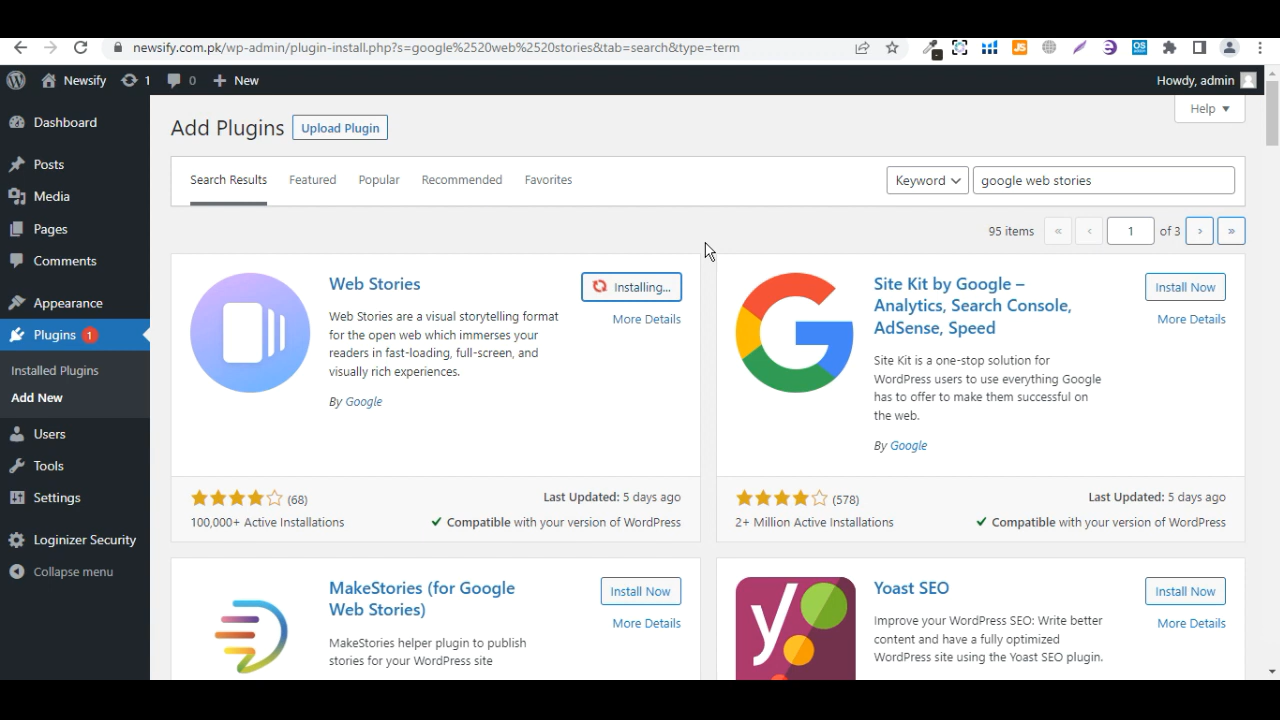 newsify.com.pk/wp-admin/plugin-install.php?s=google%2520web%2520stories&tab=search&type=term
JS
OS
Newsify
1
0
New
Howdy, admin
Dashboard
Posts
Media
Pages
Comments
Appearance
Plugins 1
Installed Plugins
Add New
Users
Tools
Settings
Loginizer Security
Collapse menu
Help ▼
Add Plugins
Upload Plugin
Search Results Featured Popular Recommended Favorites
Keyword
google web stories
95 items « ‹ 1 of 3 › »
Web Stories
Installing...
More Details
Web Stories are a visual storytelling format
for the open web which immerses your
readers in fast-loading, full-screen, and
visually rich experiences.
By Google
(68)
100,000+ Active Installations
Last Updated: 5 days ago
✔ Compatible with your version of WordPress
Site Kit by Google –
Analytics, Search Console,
AdSense, Speed
Install Now
More Details
Site Kit is a one-stop solution for
WordPress users to use everything Google
has to offer to make them successful on
the web.
By Google
(578)
2+ Million Active Installations
Last Updated: 5 days ago
✔ Compatible with your version of WordPress
MakeStories (for Google
Web Stories)
Install Now
More Details
MakeStories helper plugin to publish
stories for your WordPress site
Yoast SEO
Install Now
More Details
Improve your WordPress SEO: Write better
content and have a fully optimized
WordPress site using the Yoast SEO plugin.